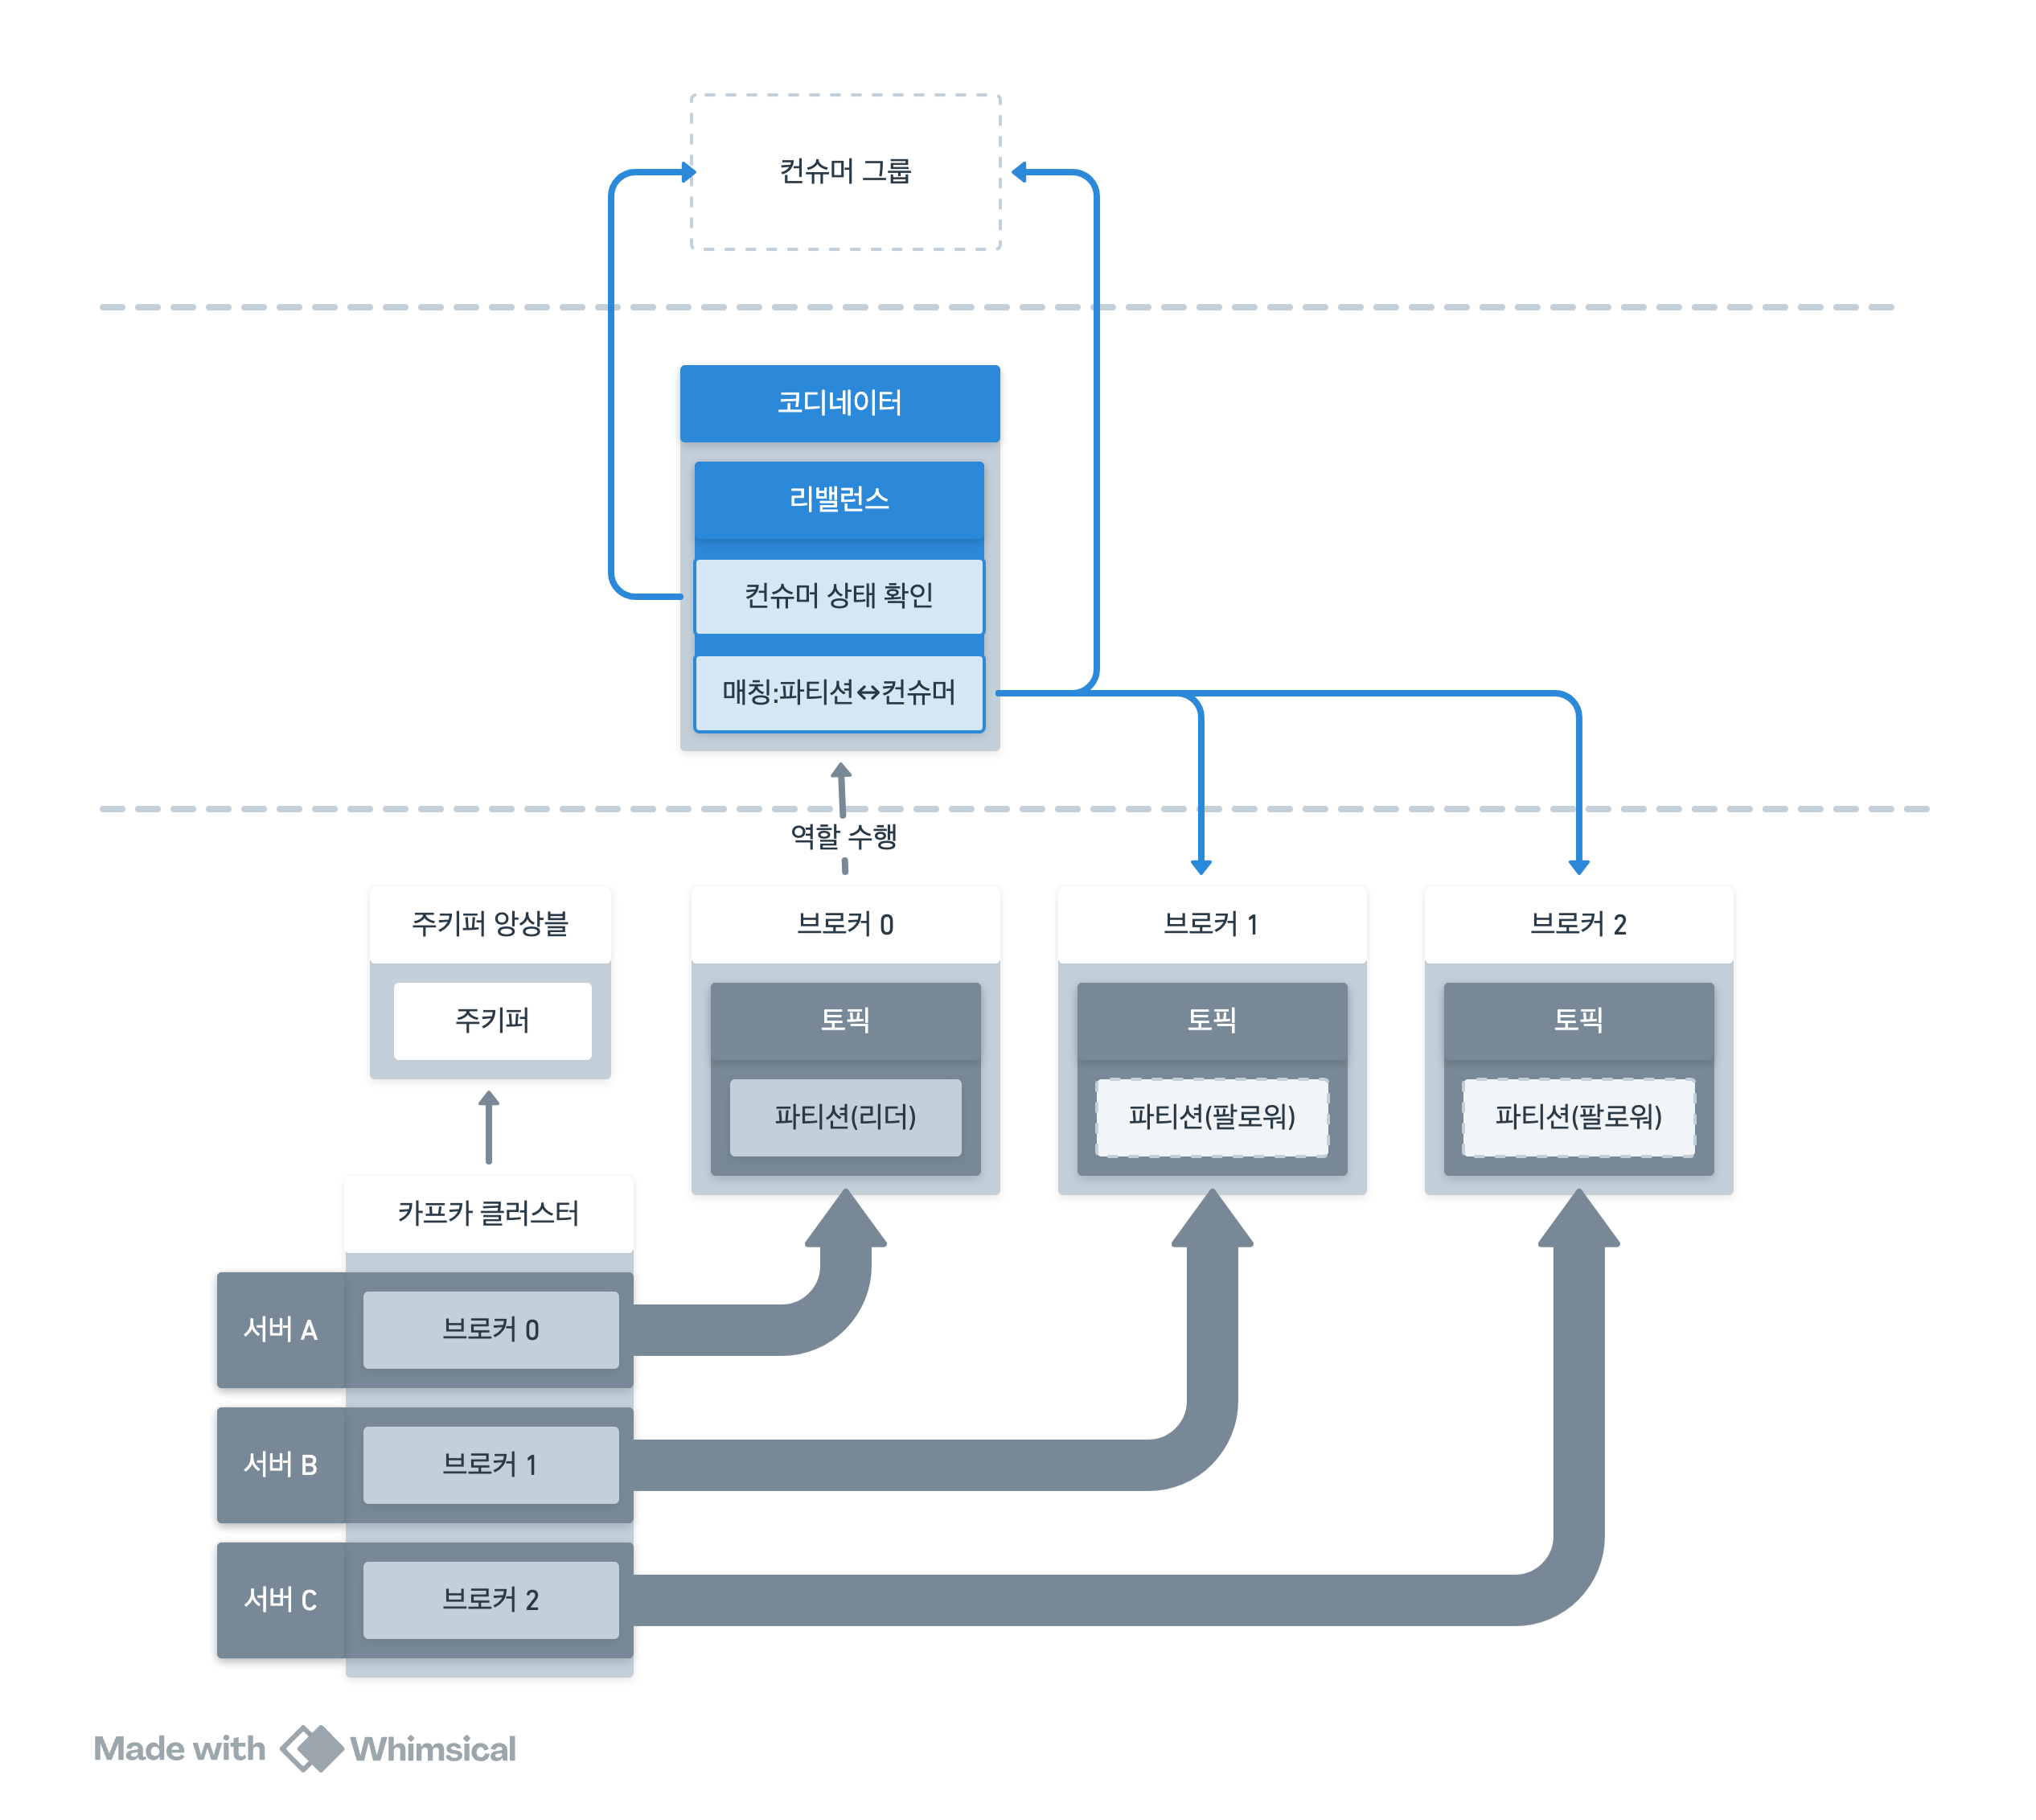 컨슈머 그룹
코디네이터
리밸런스
컨슈머 상태 확인
매칭:파티션↔컨슈머
역할 수행
주키퍼 앙상블
주키퍼
브로커 0
토픽
파티션(리더)
브로커 1
토픽
파티션(팔로워)
브로커 2
토픽
파티션(팔로워)
카프카 클러스터
서버 A
브로커 0
서버 B
브로커 1
서버 C
브로커 2
Made with Whimsical